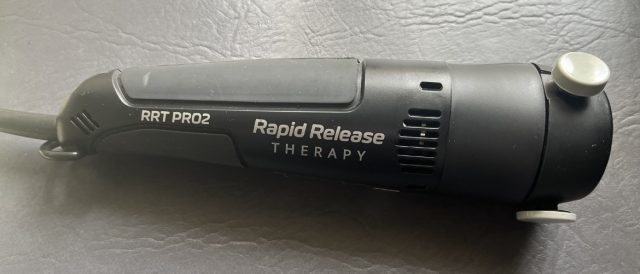 RRT PRO2
Rapid Release
THERAPY